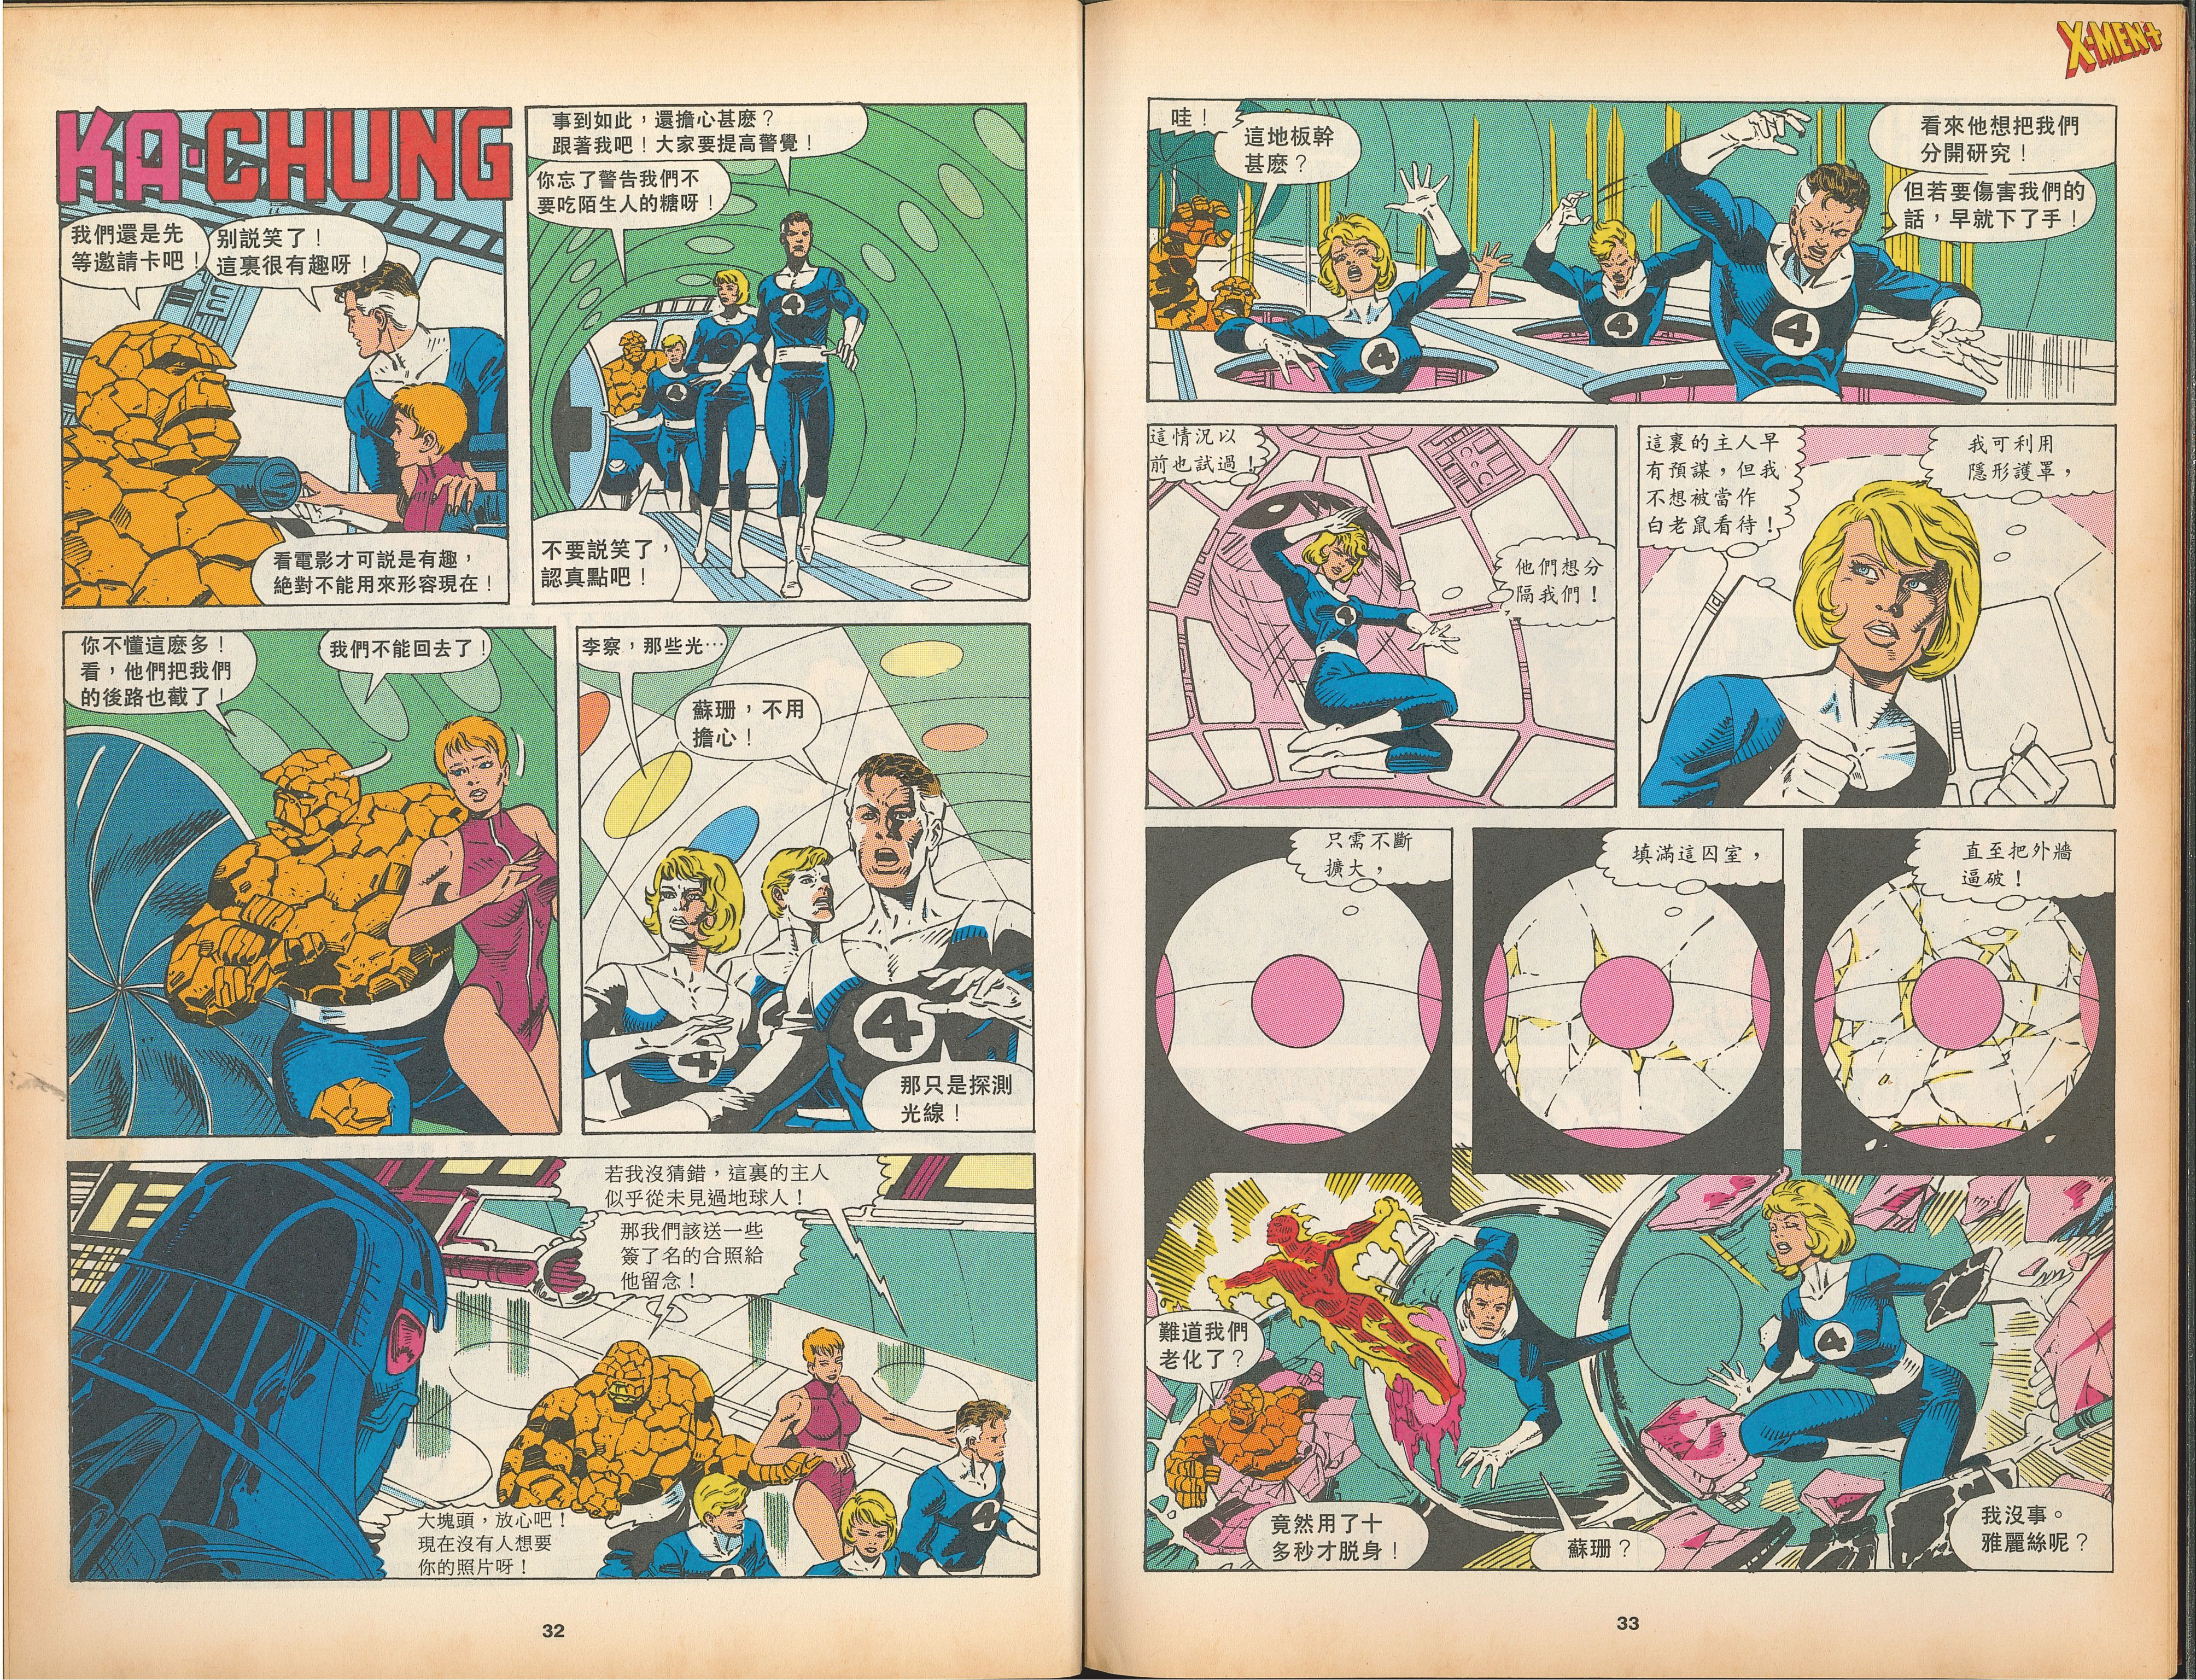 KA-CHUNG
我們還是先
等邀請卡吧！
別説笑了！
這裏很有趣呀！
看電影才可説是有趣，
絕對不能用來形容現在！
事到如此，還擔心甚麽？
跟著我吧！大家要提高警覺！
你忘了警告我們不
要吃陌生人的糖呀！
不要説笑了，
認真點吧！
你不懂這麽多！
看，他們把我們
的後路也截了！
我們不能回去了！
李察，那些光…
蘇珊，不用
擔心！
4
4
那只是探測
光線！
若我沒猜錯，這裏的主人
似乎從未見過地球人！
那我們該送一些
簽了名的合照給
他留念！
大塊頭，放心吧！
現在沒有人想要
你的照片呀！
32
X-MEN+
哇！
這地板幹
甚麽？
看來他想把我們
分開研究！
但若要傷害我們的
話，早就下了手！
4
4
4
這情況以
前也試過！
他們想分
隔我們！
4
這裏的主人早
有預謀，但我
不想被當作
白老鼠看待！
我可利用
隱形護罩，
只需不斷
擴大，
填滿這囚室，
直至把外牆
逼破！
難道我們
老化了？
竟然用了十
多秒才脱身！
蘇珊？
4
我沒事。
雅麗絲呢？
33